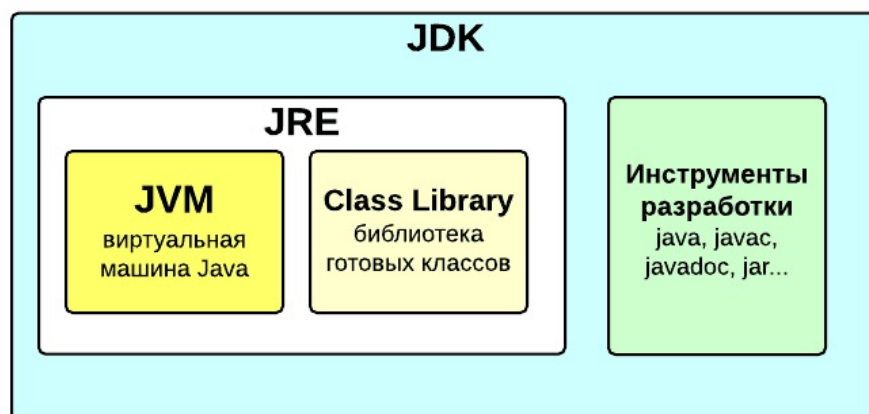 JDK
JRE
JVM
виртуальная
машина Java
Class Library
библиотека
готовых классов
Инструменты
разработки
java, javac,
javadoc, jar...